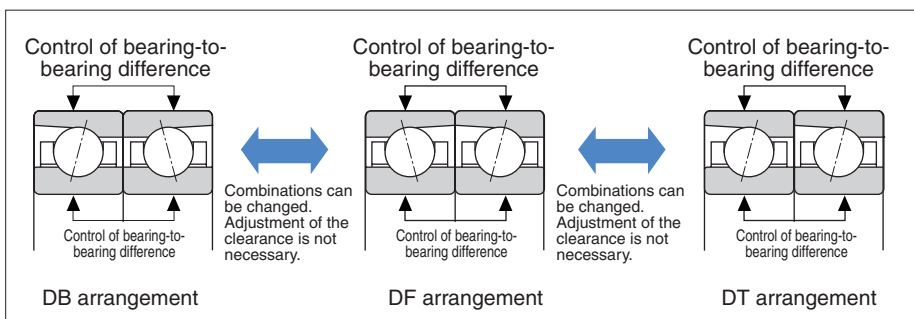 Control of bearing-to-
bearing difference
Control of bearing-to-
bearing difference
Control of bearing-to-
bearing difference
Combinations can
be changed.
Adjustment of the
clearance is not
necessary.
Combinations can
be changed.
Adjustment of the
clearance is not
necessary.
Control of bearing-to-
bearing difference
Control of bearing-to-
bearing difference
Control of bearing-to-
bearing difference
DB arrangement
DF arrangement
DT arrangement